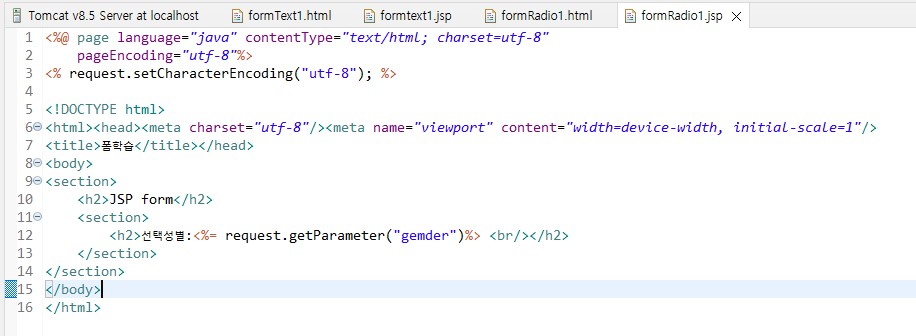 Tomcat v8.5 Server at localhost formText1.html formtext1.jsp formRadio1.html formRadio1.jsp
1 <%@ page language="java" contentType="text/html; charset=utf-8"
2     pageEncoding="utf-8"%>
3 <% request.setCharacterEncoding("utf-8"); %>
4
5 <!DOCTYPE html>
6 <html><head><meta charset="utf-8"/><meta name="viewport" content="width=device-width, initial-scale=1"/>
7 <title>폼학습</title></head>
8 <body>
9 <section>
10     <h2>JSP form</h2>
11     <section>
12         <h2>선택성별:<%= request.getParameter("gemder")%> <br/></h2>
13     </section>
14 </section>
15 </body>
16 </html>